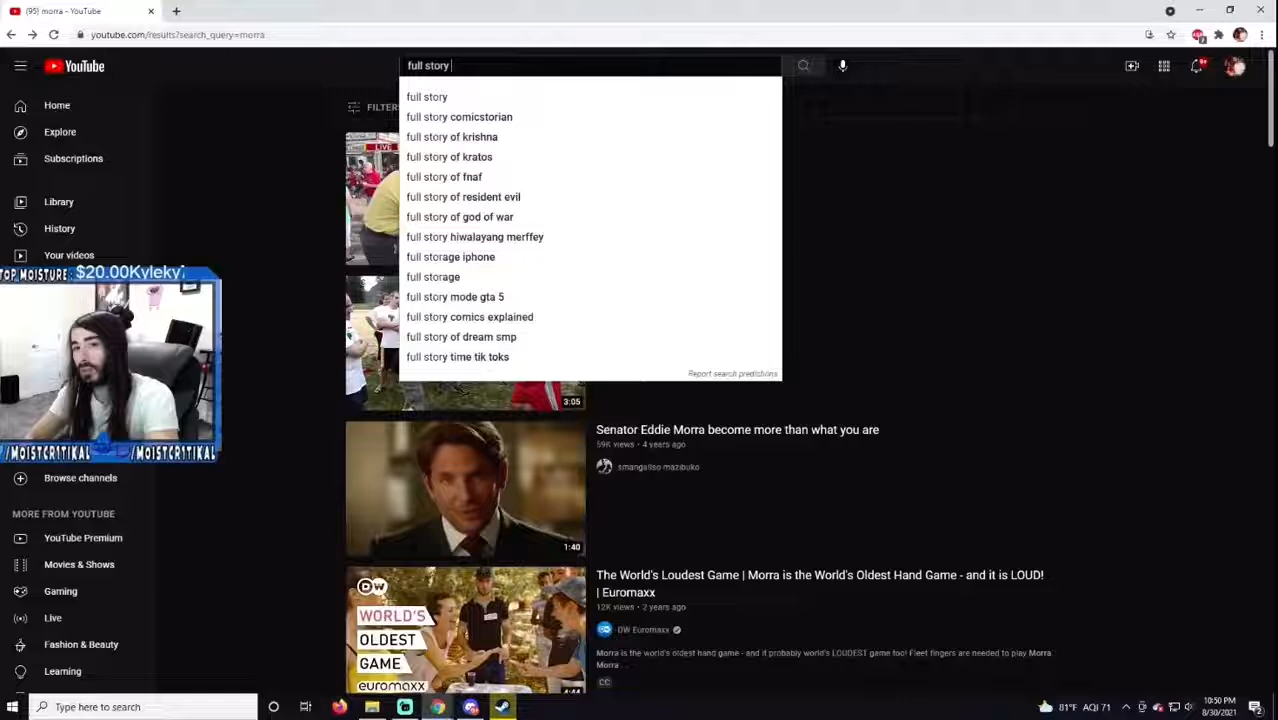 (95) morra - YouTube
youtube.com/results?search_query=morra
YouTube
full story
Home
Explore
Subscriptions
Library
History
Your videos
FILTERS
LIVE
full story
full story comicstorian
full story of krishna
full story of kratos
full story of fnaf
full story of resident evil
full story of god of war
full story hiwalayang merffey
full storage iphone
full storage
full story mode gta 5
full story comics explained
full story of dream smp
full story time tik toks
Report search predictions
3:05
TOP MOISTURE: $20.00Kyleky
/MOISTCR1TIKAL /MOISTCR1TIKAL
Browse channels
MORE FROM YOUTUBE
YouTube Premium
Movies & Shows
Gaming
Live
Fashion & Beauty
Learning
Senator Eddie Morra become more than what you are
59K views • 4 years ago
smangaliso mazibuko
1:40
The World's Loudest Game | Morra is the World's Oldest Hand Game - and it is LOUD!
| Euromaxx
12K views • 2 years ago
DW Euromaxx
Morra is the world's oldest hand game - and it probably world's LOUDEST game too! Fleet fingers are needed to play Morra
Morra ...
CC
DW
WORLD'S
OLDEST
GAME
euromaxx
4:44
Type here to search
81°F AQI 71
10:50 PM
8/30/2021